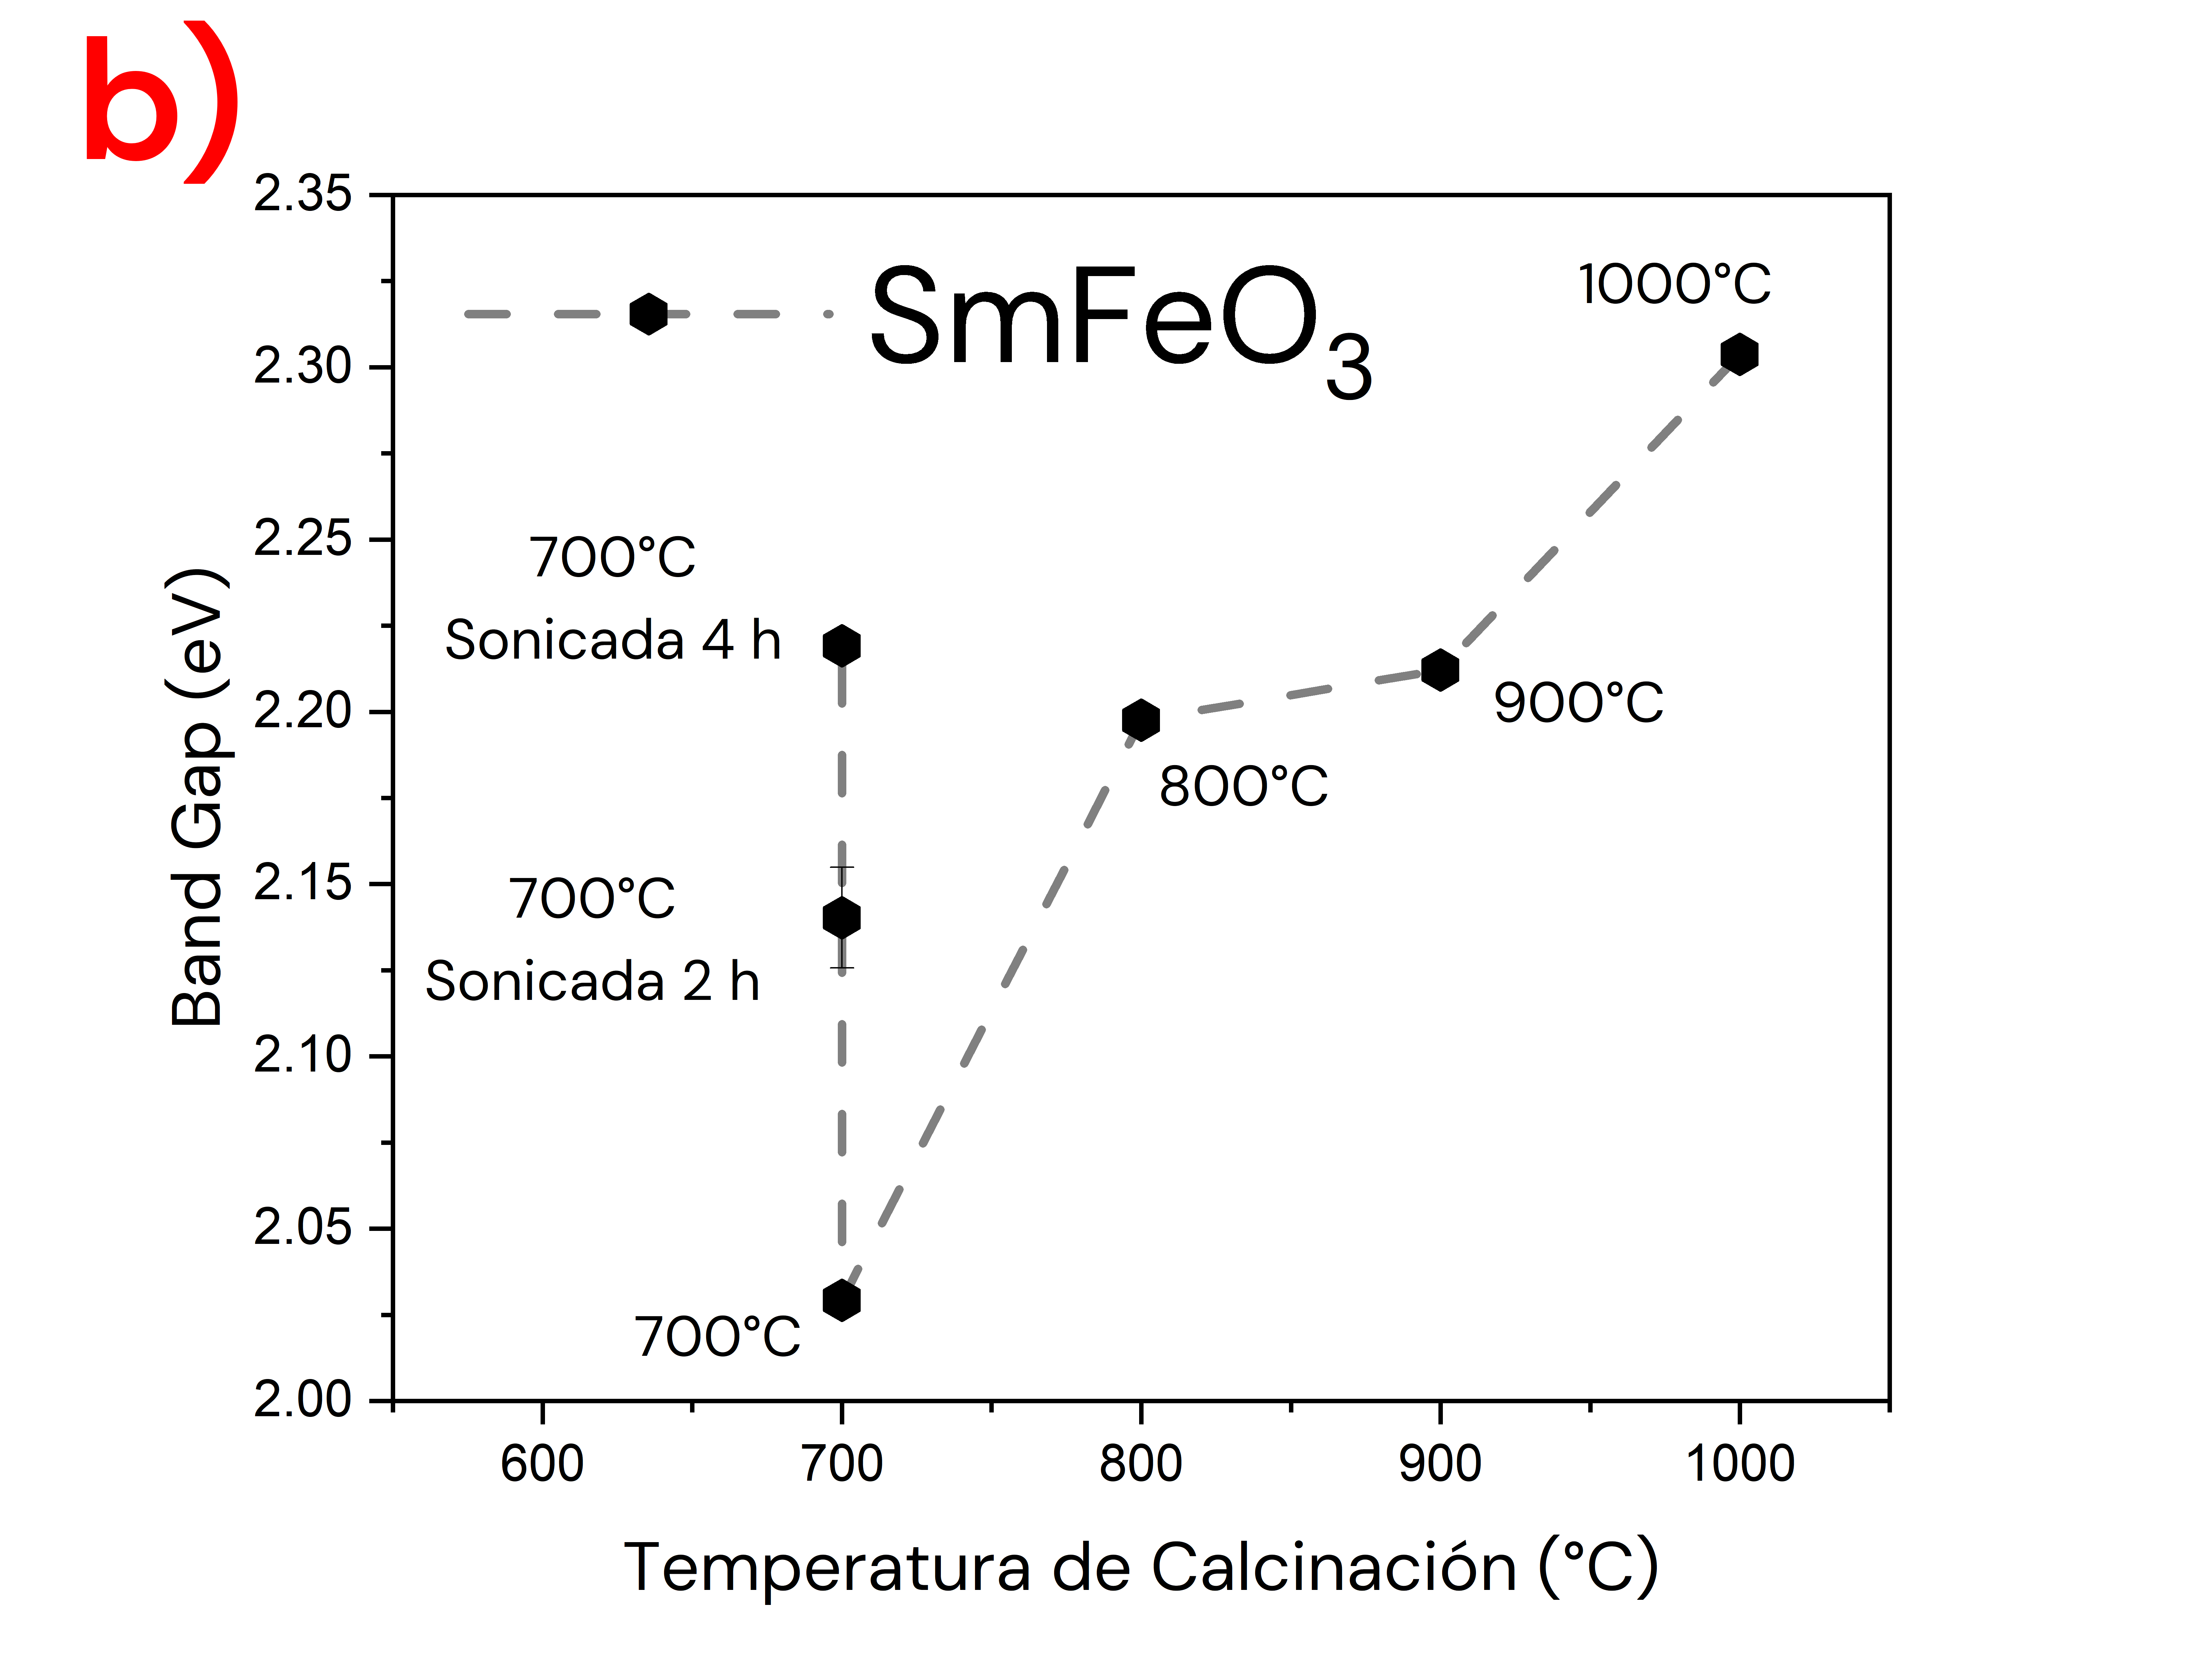 b)
2.35
2.30
2.25
2.20
2.15
2.10
2.05
2.00
Band Gap (eV)
SmFeO₃
1000°C
700°C
Sonicada 4 h
900°C
800°C
700°C
Sonicada 2 h
700°C
600 700 800 900 1000
Temperatura de Calcinación (°C)